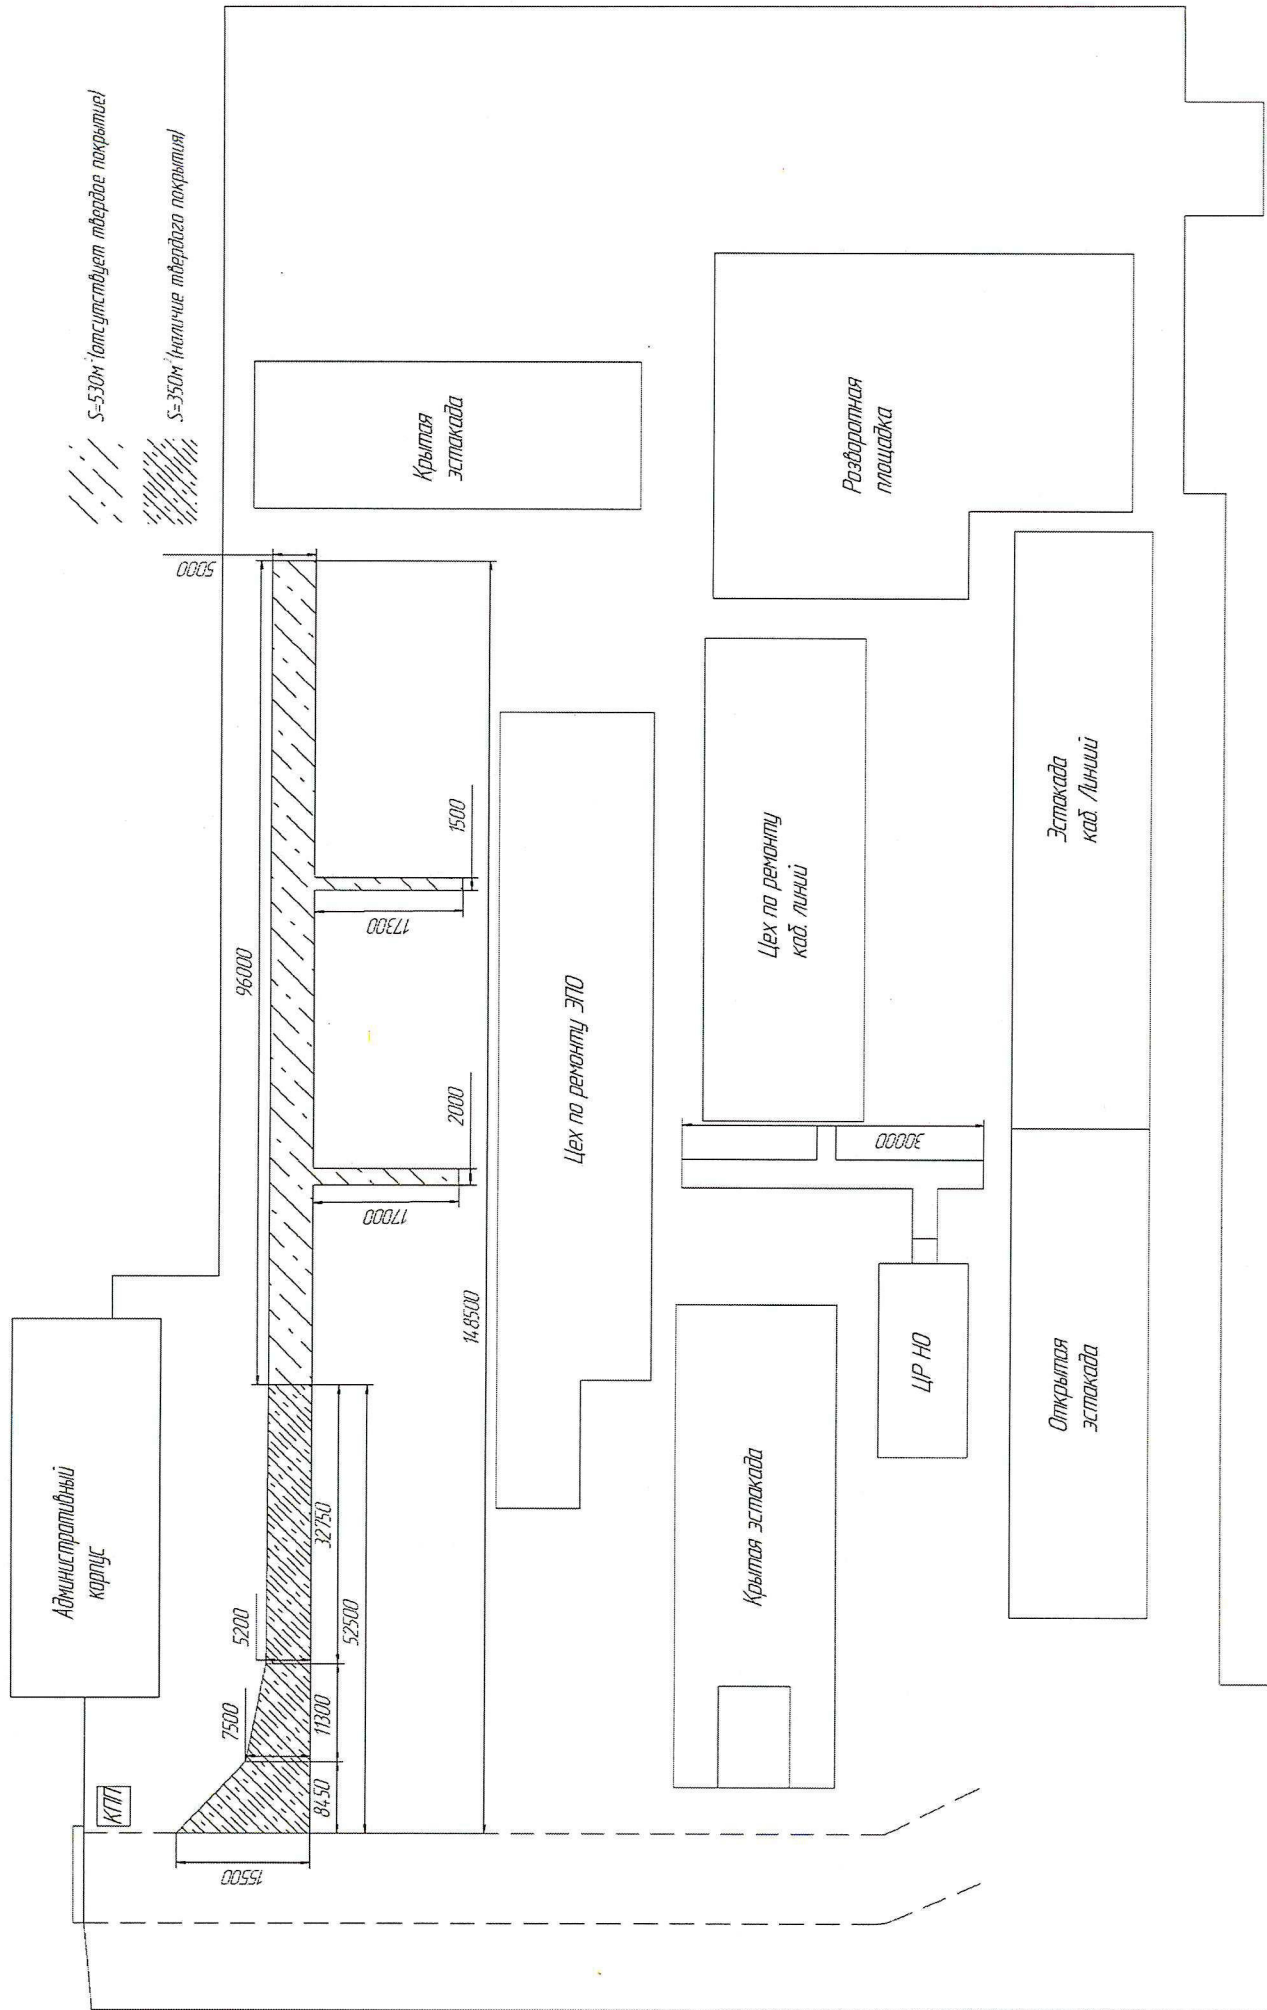 S=530м² (отсутствует твердое покрытие)
S=350м² (наличие твердого покрытия)
Административный
корпус
КПП
15500
8450
7500
11300
5200
32750
52500
148500
96000
5000
17000
2000
17300
1500
Крытая
эстакада
Цех по ремонту ЭПО
Розворотная
площадка
Цех по ремонту
каб. линий
30000
Крытая эстакада
ЦР НО
Открытая
эстакада
Эстакада
каб. Линиий